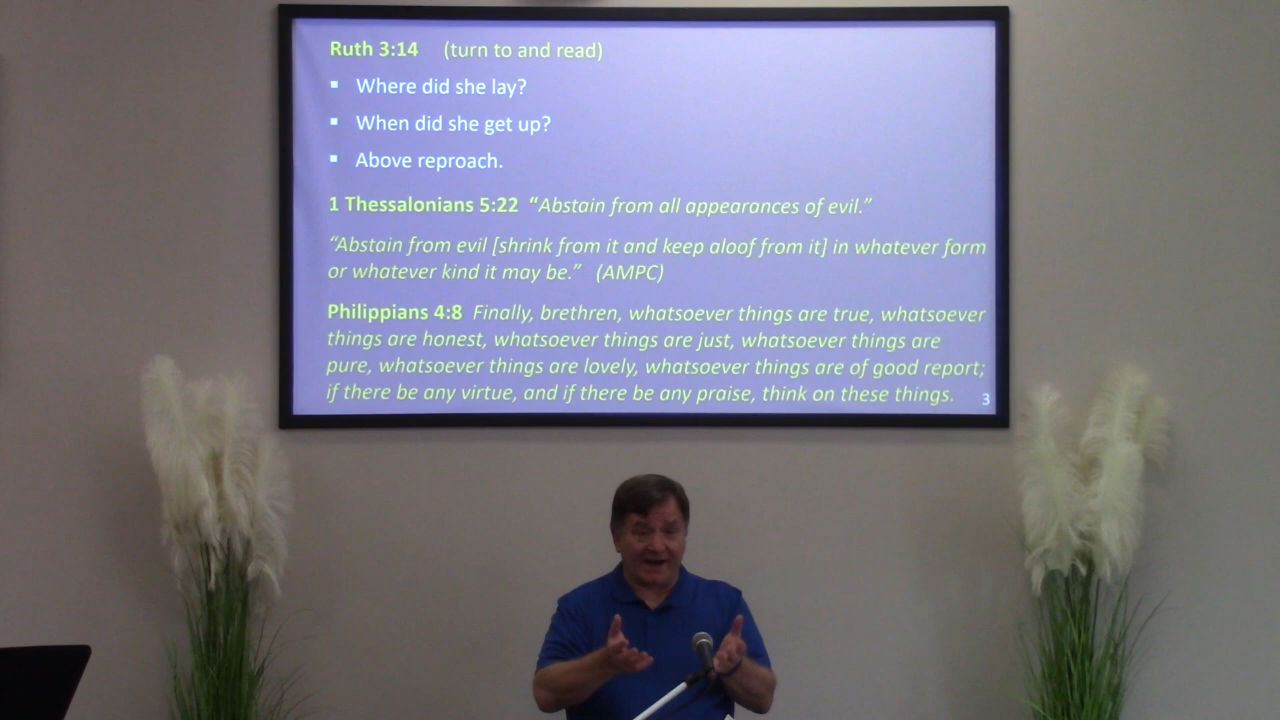 Ruth 3:14 (turn to and read)
▪ Where did she lay?
▪ When did she get up?
▪ Above reproach.
1 Thessalonians 5:22 “Abstain from all appearances of evil.”
“Abstain from evil [shrink from it and keep aloof from it] in whatever form
or whatever kind it may be.” (AMPC)
Philippians 4:8 Finally, brethren, whatsoever things are true, whatsoever
things are honest, whatsoever things are just, whatsoever things are
pure, whatsoever things are lovely, whatsoever things are of good report;
if there be any virtue, and if there be any praise, think on these things.
3